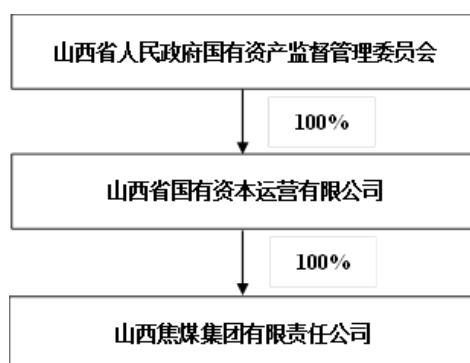 山西省人民政府国有资产监督管理委员会
100%
山西省国有资本运营有限公司
100%
山西焦煤集团有限责任公司